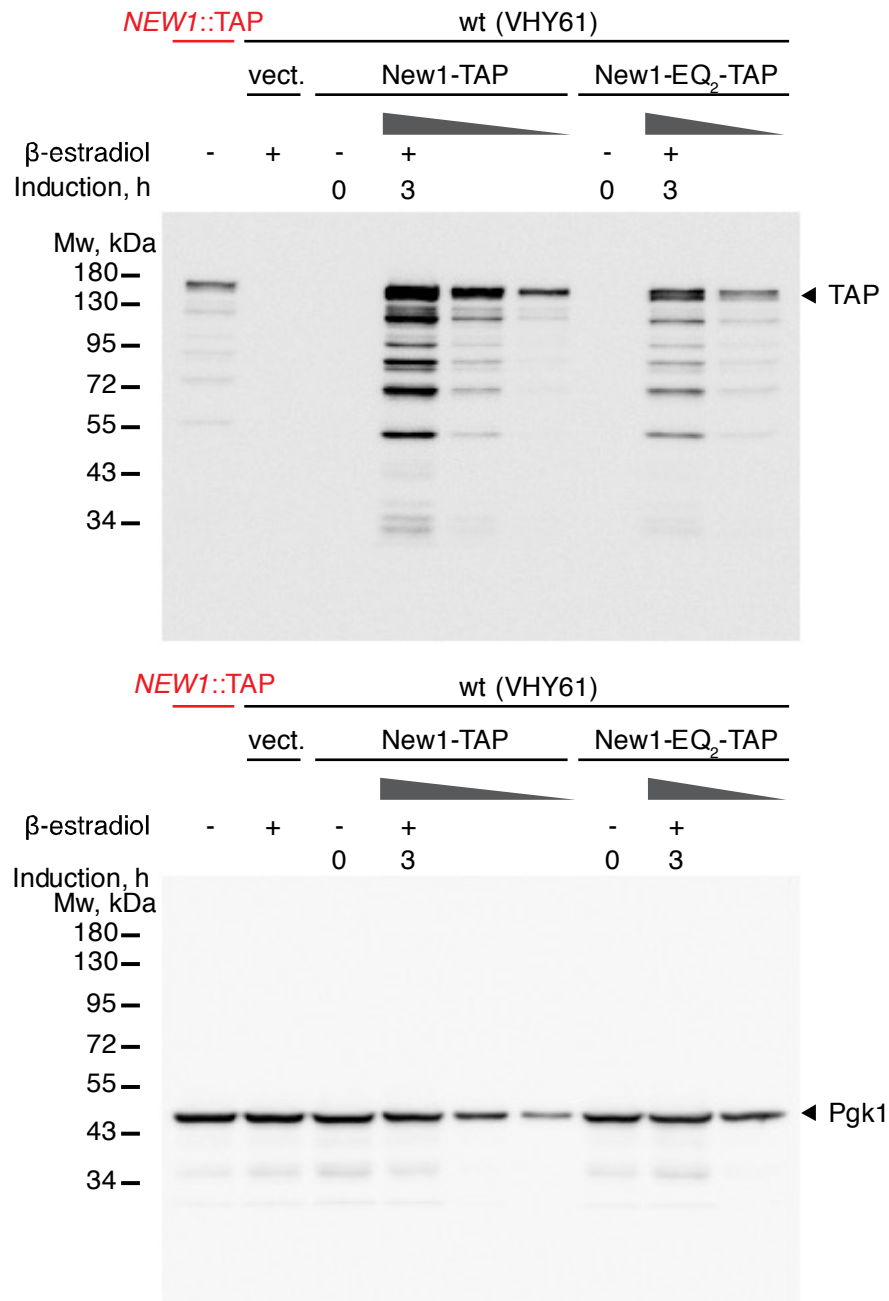 NEW1::TAP wt (VHY61)
vect. New1-TAP New1-EQ2-TAP
β-estradiol - + - + - +
Induction, h 0 3 0 3
Mw, kDa
180
130
95
72
55
43
34
TAP
NEW1::TAP wt (VHY61)
vect. New1-TAP New1-EQ2-TAP
β-estradiol - + - + - +
0 3 0 3
Induction, h
Mw, kDa
180
130
95
72
55
43
34
Pgk1